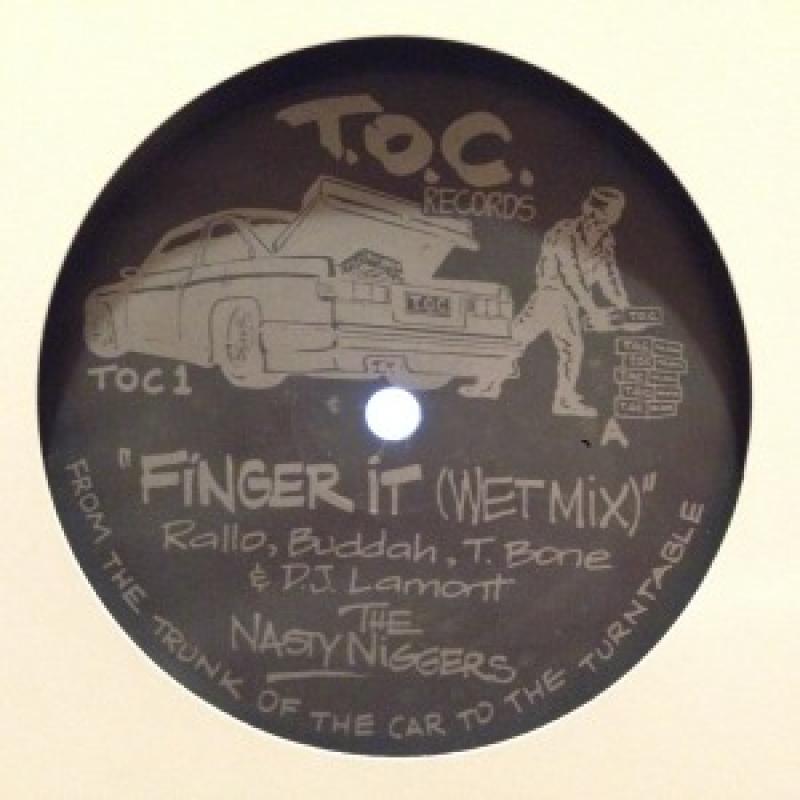 T.O.C.
RECORDS
T.O.C
T.O.C.
TOC 1
A
"FiNGER iT (WET MiX)"
Rallo, Buddah, T. Bone
& D.J. Lamont
THE
NASTY NiGGERS
FROM THE TRUNK OF THE CAR TO THE TURNTABLE